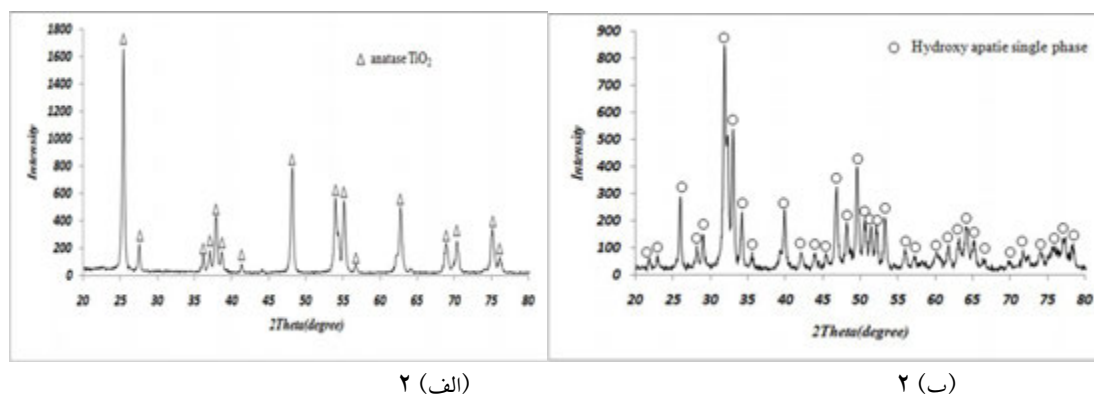 1800
1600
1400
1200
1000
800
600
400
200
0
Intensity
△ anatase TiO₂
20 25 30 35 40 45 50 55 60 65 70 75 80
2Theta(degree)
900
800
700
600
500
400
300
200
100
0
Intensity
○ Hydroxy apatie single phase
20 25 30 35 40 45 50 55 60 65 70 75 80
2Theta(degree)
(الف) ۲
(ب) ۲